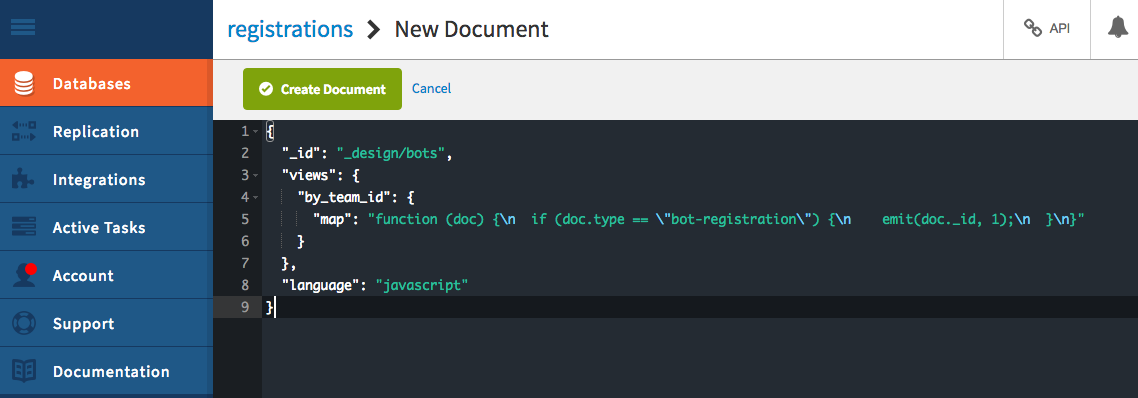 registrations > New Document
API
Databases
Replication
Integrations
Active Tasks
Account
Support
Documentation
Create Document Cancel
1 {
2 "_id": "_design/bots",
3 "views": {
4 "by_team_id": {
5 "map": "function (doc) {\n  if (doc.type == \"bot-registration\") {\n    emit(doc._id, 1);\n  }\n}"
6 }
7 },
8 "language": "javascript"
9 }